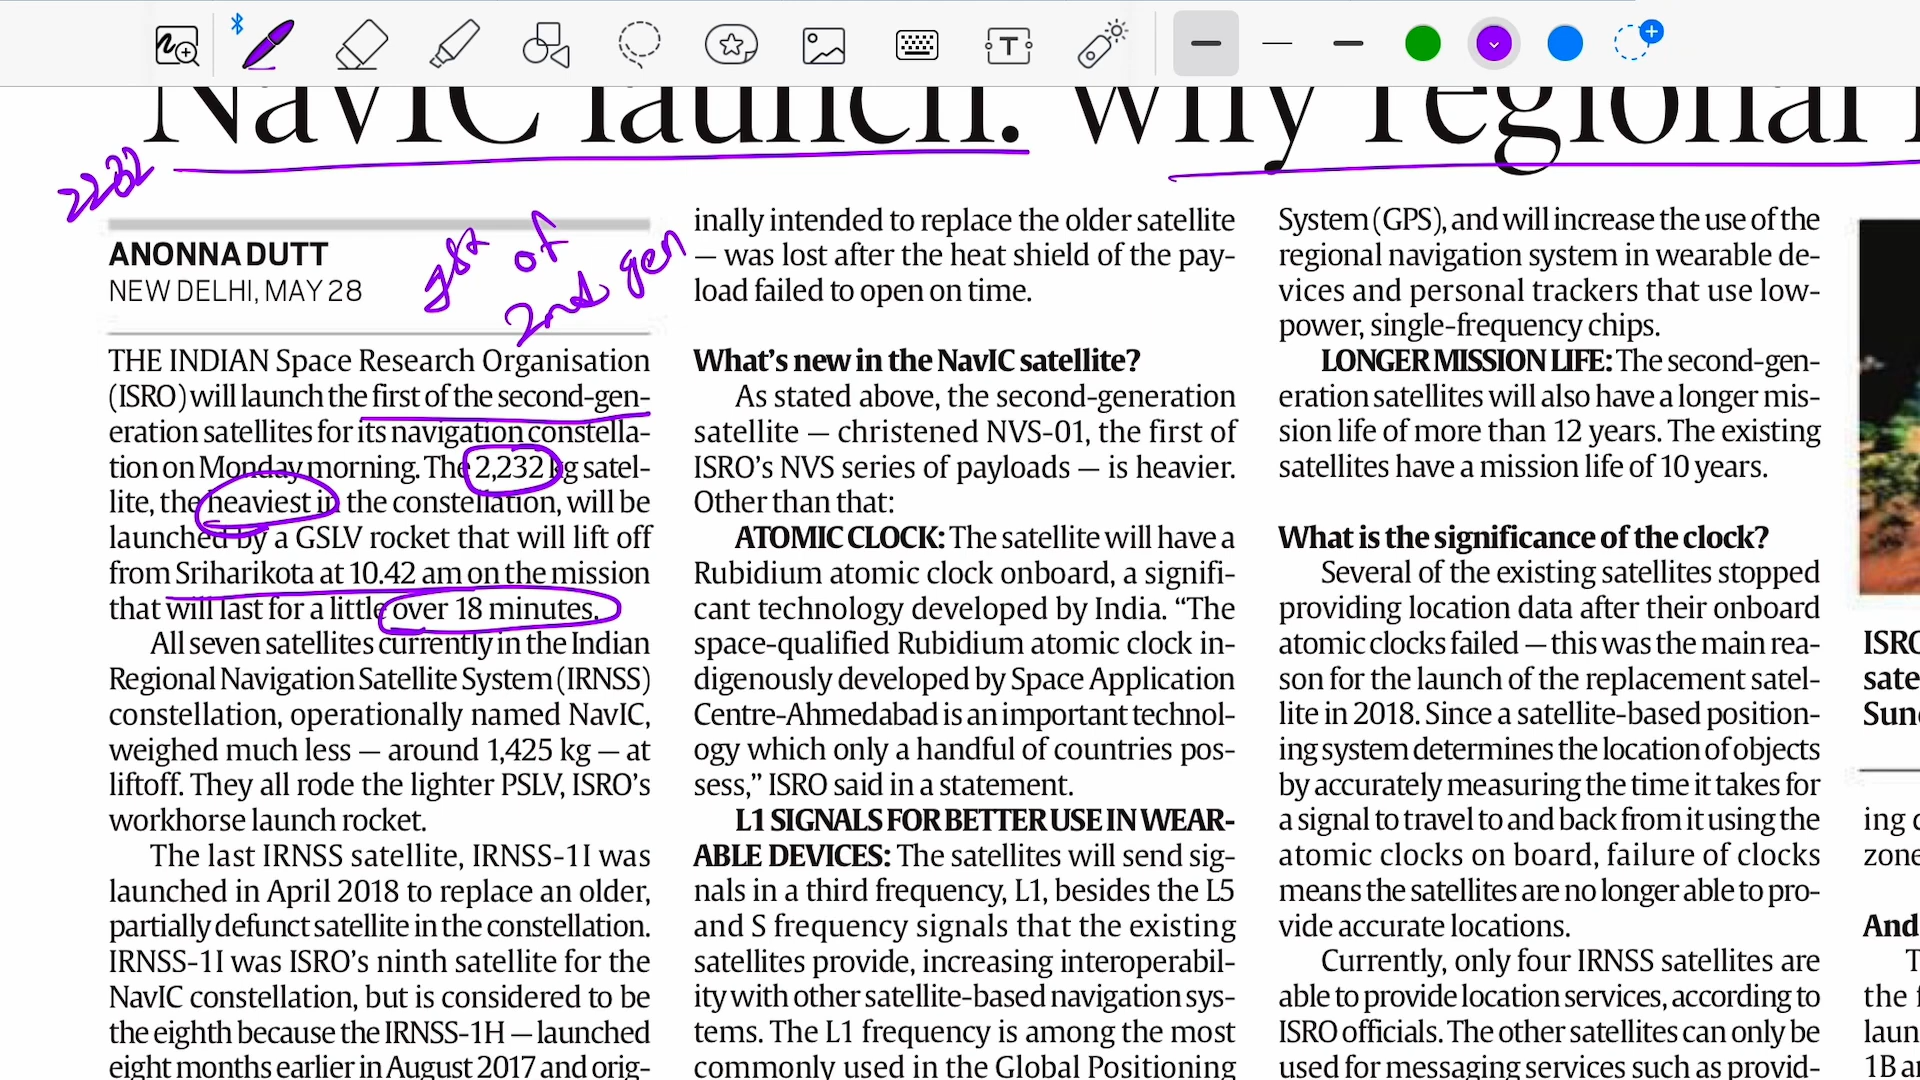 NavIC launch: why regional
2232
1st of
2nd gen
ANONNA DUTT
NEW DELHI, MAY 28
THE INDIAN Space Research Organisation
(ISRO) will launch the first of the second-gen-
eration satellites for its navigation constella-
tion on Monday morning. The 2,232 kg satel-
lite, the heaviest in the constellation, will be
launched by a GSLV rocket that will lift off
from Sriharikota at 10.42 am on the mission
that will last for a little over 18 minutes.
All seven satellites currently in the Indian
Regional Navigation Satellite System (IRNSS)
constellation, operationally named NavIC,
weighed much less — around 1,425 kg — at
liftoff. They all rode the lighter PSLV, ISRO's
workhorse launch rocket.
The last IRNSS satellite, IRNSS-1I was
launched in April 2018 to replace an older,
partially defunct satellite in the constellation.
IRNSS-1I was ISRO's ninth satellite for the
NavIC constellation, but is considered to be
the eighth because the IRNSS-1H — launched
eight months earlier in August 2017 and orig-
inally intended to replace the older satellite
— was lost after the heat shield of the pay-
load failed to open on time.
What's new in the NavIC satellite?
As stated above, the second-generation
satellite — christened NVS-01, the first of
ISRO's NVS series of payloads — is heavier.
Other than that:
ATOMIC CLOCK: The satellite will have a
Rubidium atomic clock onboard, a signifi-
cant technology developed by India. “The
space-qualified Rubidium atomic clock in-
digenously developed by Space Application
Centre-Ahmedabad is an important technol-
ogy which only a handful of countries pos-
sess,” ISRO said in a statement.
L1 SIGNALS FOR BETTER USE IN WEAR-
ABLE DEVICES: The satellites will send sig-
nals in a third frequency, L1, besides the L5
and S frequency signals that the existing
satellites provide, increasing interoperabil-
ity with other satellite-based navigation sys-
tems. The L1 frequency is among the most
commonly used in the Global Positioning
System (GPS), and will increase the use of the
regional navigation system in wearable de-
vices and personal trackers that use low-
power, single-frequency chips.
LONGER MISSION LIFE: The second-gen-
eration satellites will also have a longer mis-
sion life of more than 12 years. The existing
satellites have a mission life of 10 years.
What is the significance of the clock?
Several of the existing satellites stopped
providing location data after their onboard
atomic clocks failed — this was the main rea-
son for the launch of the replacement satel-
lite in 2018. Since a satellite-based position-
ing system determines the location of objects
by accurately measuring the time it takes for
a signal to travel to and back from it using the
atomic clocks on board, failure of clocks
means the satellites are no longer able to pro-
vide accurate locations.
Currently, only four IRNSS satellites are
able to provide location services, according to
ISRO officials. The other satellites can only be
used for messaging services such as provid-
ISRO
sate
Sun
ing
zone
And
T
the f
laun
1B a